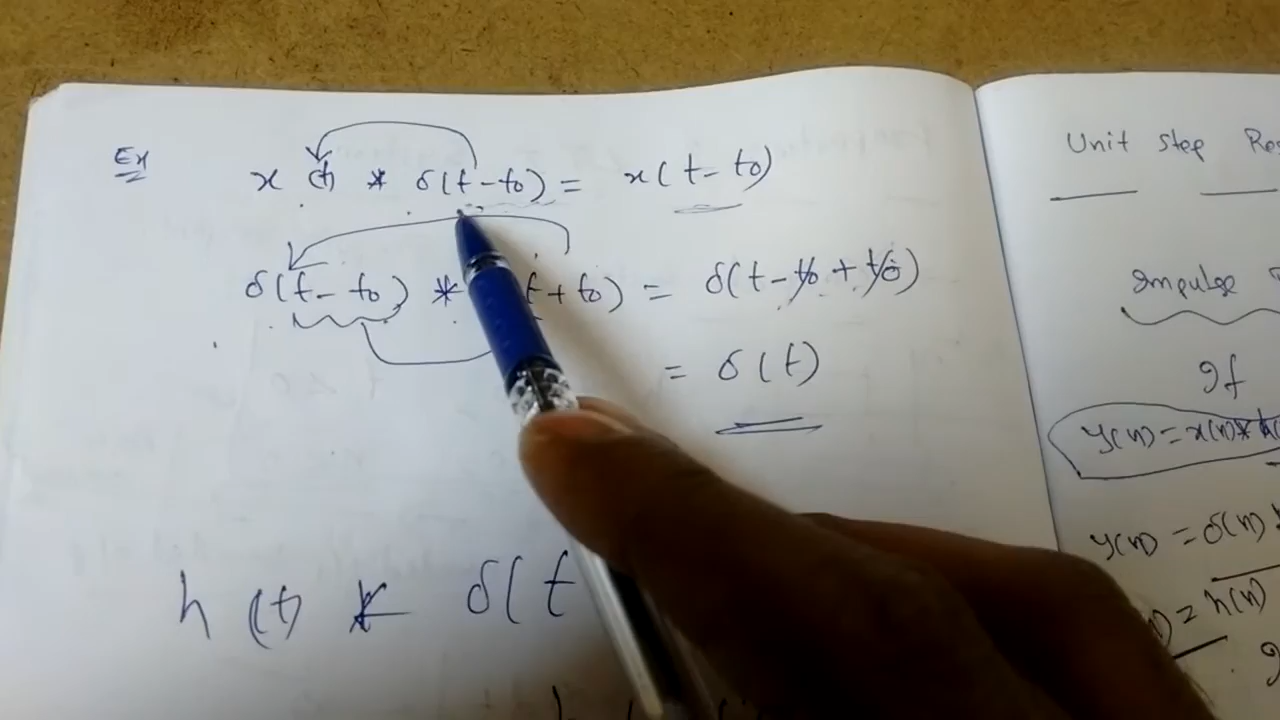 Ex x(t) * δ(t-t0) = x(t-t0)
δ(t-t0) * t+t0) = δ(t-t0+t0)
= δ(t)
h(t) * δ(t
Unit Step
Impulse
If
y(n)=x(n)*h(
y(n)=δ(n)
=h(n)